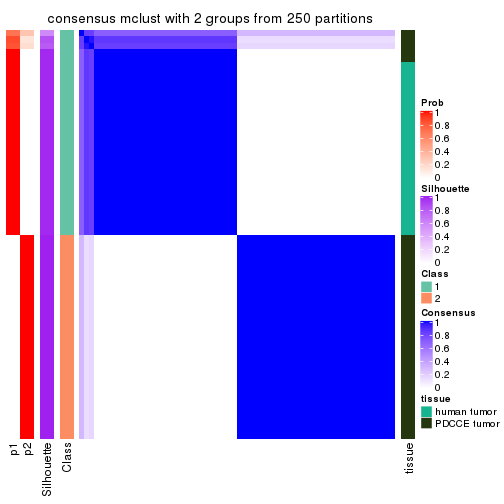 consensus mclust with 2 groups from 250 partitions
Prob
1
0.8
0.6
0.4
0.2
0
Silhouette
1
0.8
0.6
0.4
0.2
0
Class
1
2
Consensus
1
0.8
0.6
0.4
0.2
0
tissue
human tumor
PDCCE tumor
p1
p2
Silhouette
Class
tissue